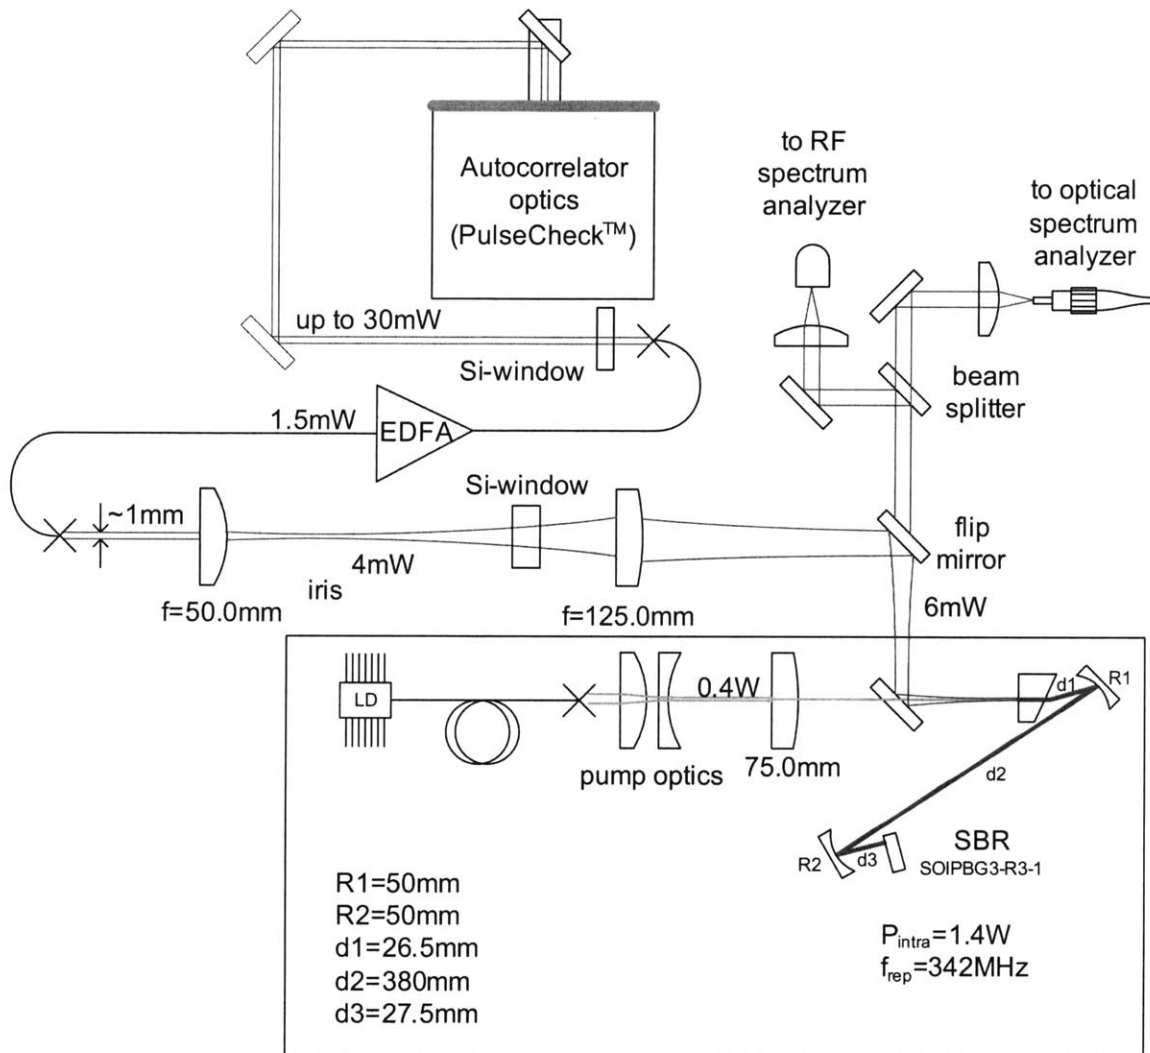 Autocorrelator
optics
(PulseCheck™)
to RF
spectrum
analyzer
to optical
spectrum
analyzer
up to 30mW
Si-window
beam
splitter
1.5mW
EDFA
Si-window
~1mm
4mW
iris
flip
mirror
f=50.0mm
f=125.0mm
6mW
LD
0.4W
d1
R1
pump optics
75.0mm
d2
R2
d3
SBR
SOIPBG3-R3-1
R1=50mm
R2=50mm
d1=26.5mm
d2=380mm
d3=27.5mm
Pintra=1.4W
frep=342MHz